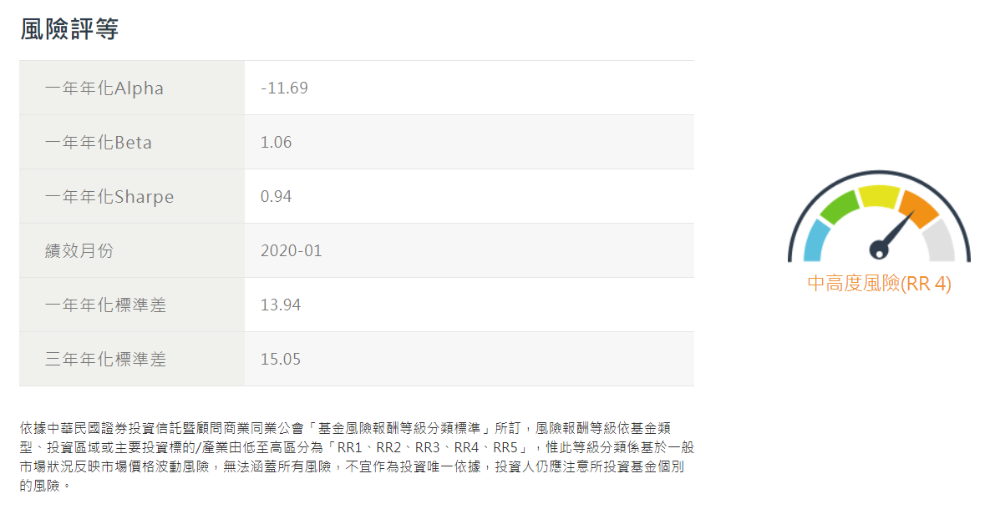 風險評等
一年年化Alpha -11.69
一年年化Beta 1.06
一年年化Sharpe 0.94
績效月份 2020-01
一年年化標準差 13.94
三年年化標準差 15.05
中高度風險(RR 4)
依據中華民國證券投資信託暨顧問商業同業公會「基金風險報酬等級分類標準」所訂，風險報酬等級依基金類
型、投資區域或主要投資標的/產業由低至高區分為「RR1、RR2、RR3、RR4、RR5」，惟此等級分類係基於一般
市場狀況反映市場價格波動風險，無法涵蓋所有風險，不宜作為投資唯一依據，投資人仍應注意所投資基金個別
的風險。